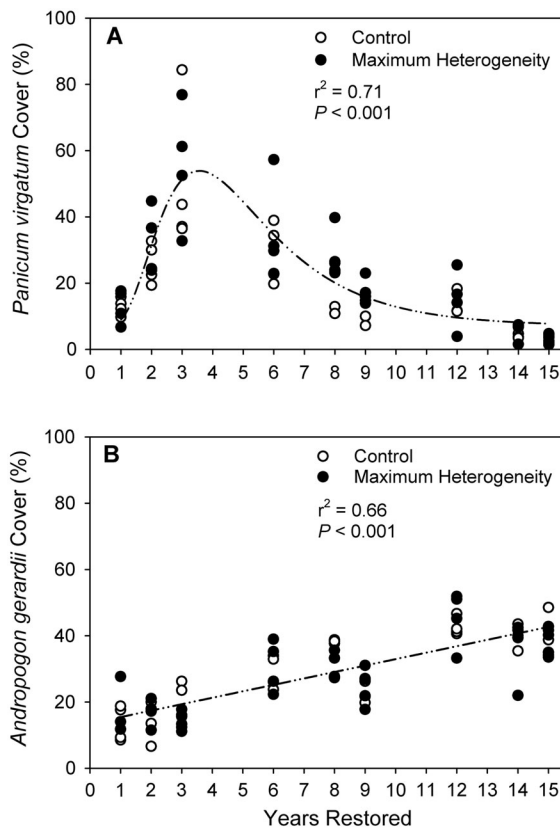 A
Control
Maximum Heterogeneity
r² = 0.71
P < 0.001
Panicum virgatum Cover (%)
100
80
60
40
20
0
0 1 2 3 4 5 6 7 8 9 10 11 12 13 14 15
B
Control
Maximum Heterogeneity
r² = 0.66
P < 0.001
Andropogon gerardii Cover (%)
100
80
60
40
20
0
0 1 2 3 4 5 6 7 8 9 10 11 12 13 14 15
Years Restored